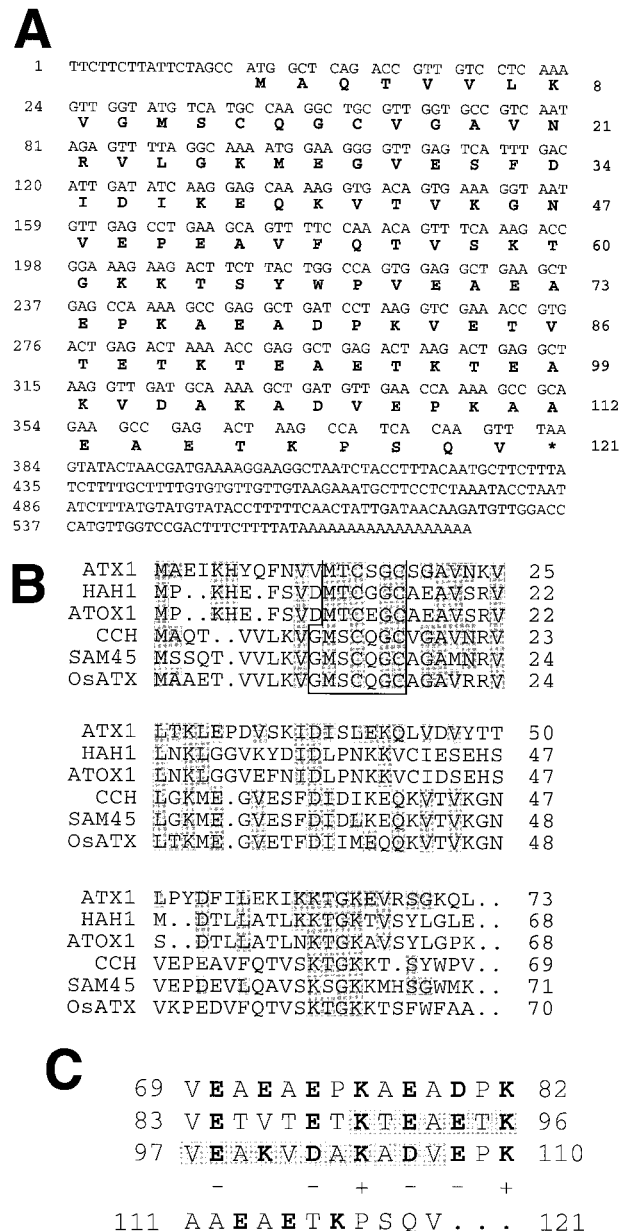 A
1 TTCTTCTTATTCTAGCC ATG GCT CAG ACC GTT GTC CTC AAA
M A Q T V V L K 8
24 GTT GGT ATG TCA TGC CAA GGC TGC GTT GGT GCC GTC AAT
V G M S C Q G C V G A V N 21
81 AGA GTT TTA GGC AAA ATG GAA GGG GTT GAG TCA TTT GAC
R V L G K M E G V E S F D 34
120 ATT GAT ATC AAG GAG CAA AAG GTG ACA GTG AAA GGT AAT
I D I K E Q K V T V K G N 47
159 GTT GAG CCT GAA GCA GTT TTC CAA ACA GTT TCA AAG ACC
V E P E A V F Q T V S K T 60
198 GGA AAG AAG ACT TCT TAC TGG CCA GTG GAG GCT GAA GCT
G K K T S Y W P V E A E A 73
237 GAG CCA AAA GCC GAG GCT GAT CCT AAG GTC GAA ACC GTG
E P K A E A D P K V E T V 86
276 ACT GAG ACT AAA ACC GAG GCT GAG ACT AAG ACT GAG GCT
T E T K T E A E T K T E A 99
315 AAG GTT GAT GCA AAA GCT GAT GTT GAA CCA AAA GCC GCA
K V D A K A D V E P K A A 112
354 GAA GCC GAG ACT AAG CCA TCA CAA GTT TAA
E A E T K P S Q V * 121
384 GTATACTAACGATGAAAAGGAAGGCTAATCTACCTTTACAATGCTTCTTTA
435 TCTTTTGCTTTTGTGTGTTGTTGTAAGAAATGCTTCCTCTAAATACCTAAT
486 ATCTTTATGTATGTATACCTTTTTCAACTATTGATAACAAGATGTTGGACC
537 CATGTTGGTCCGACTTTCTTTTATAAAAAAAAAAAAAAAAAA
B
ATX1 MAEIKHYQFNVVMTCSGCSGAVNKV 25
HAH1 MP..KHE.FSVDMTCGGCAEAVSRV 22
ATOX1 MP..KHE.FSVDMTCEGCAEAVSRV 22
CCH MAQT..VVLKVGMSCQGCVGAVNRV 23
SAM45 MSSQT.VVLKVGMSCQGCAGAMNRV 24
OsATX MAAET.VVLKVGMSCQGCAGAVRRV 24
ATX1 LTKLEPDVSKIDISLEKQLVDVYTT 50
HAH1 LNKLGGVKYDIDLPNKKVCIESEHS 47
ATOX1 LNKLGGVEFNIDLPNKKVCIDSEHS 47
CCH LGKME.GVESFDIDIKEQKVTVKGN 47
SAM45 LGKME.GVESFDIDLKEQKVTVKGN 48
OsATX LTKME.GVETFDIIMEQQKVTVKGN 48
ATX1 LPYDFILEKIKKTGKEVRSGKQL.. 73
HAH1 M..DTLLATLKKTGKTVSYLGLE.. 68
ATOX1 S..DTLLATLNKTGKAVSYLGPK.. 68
CCH VEPEAVFQTVSKTGKKT.SYWPV.. 69
SAM45 VEPDEVLQAVSKSGKKMHSGWMK.. 71
OsATX VKPEDVFQTVSKTGKKTSFWFAA.. 70
C
69 VEAEAEPKAEADPK 82
83 VETVTETKTEAETK 96
97 VEAKVDAKADVEPK 110
- - + - - +
111 AAEAETKPSQV... 121